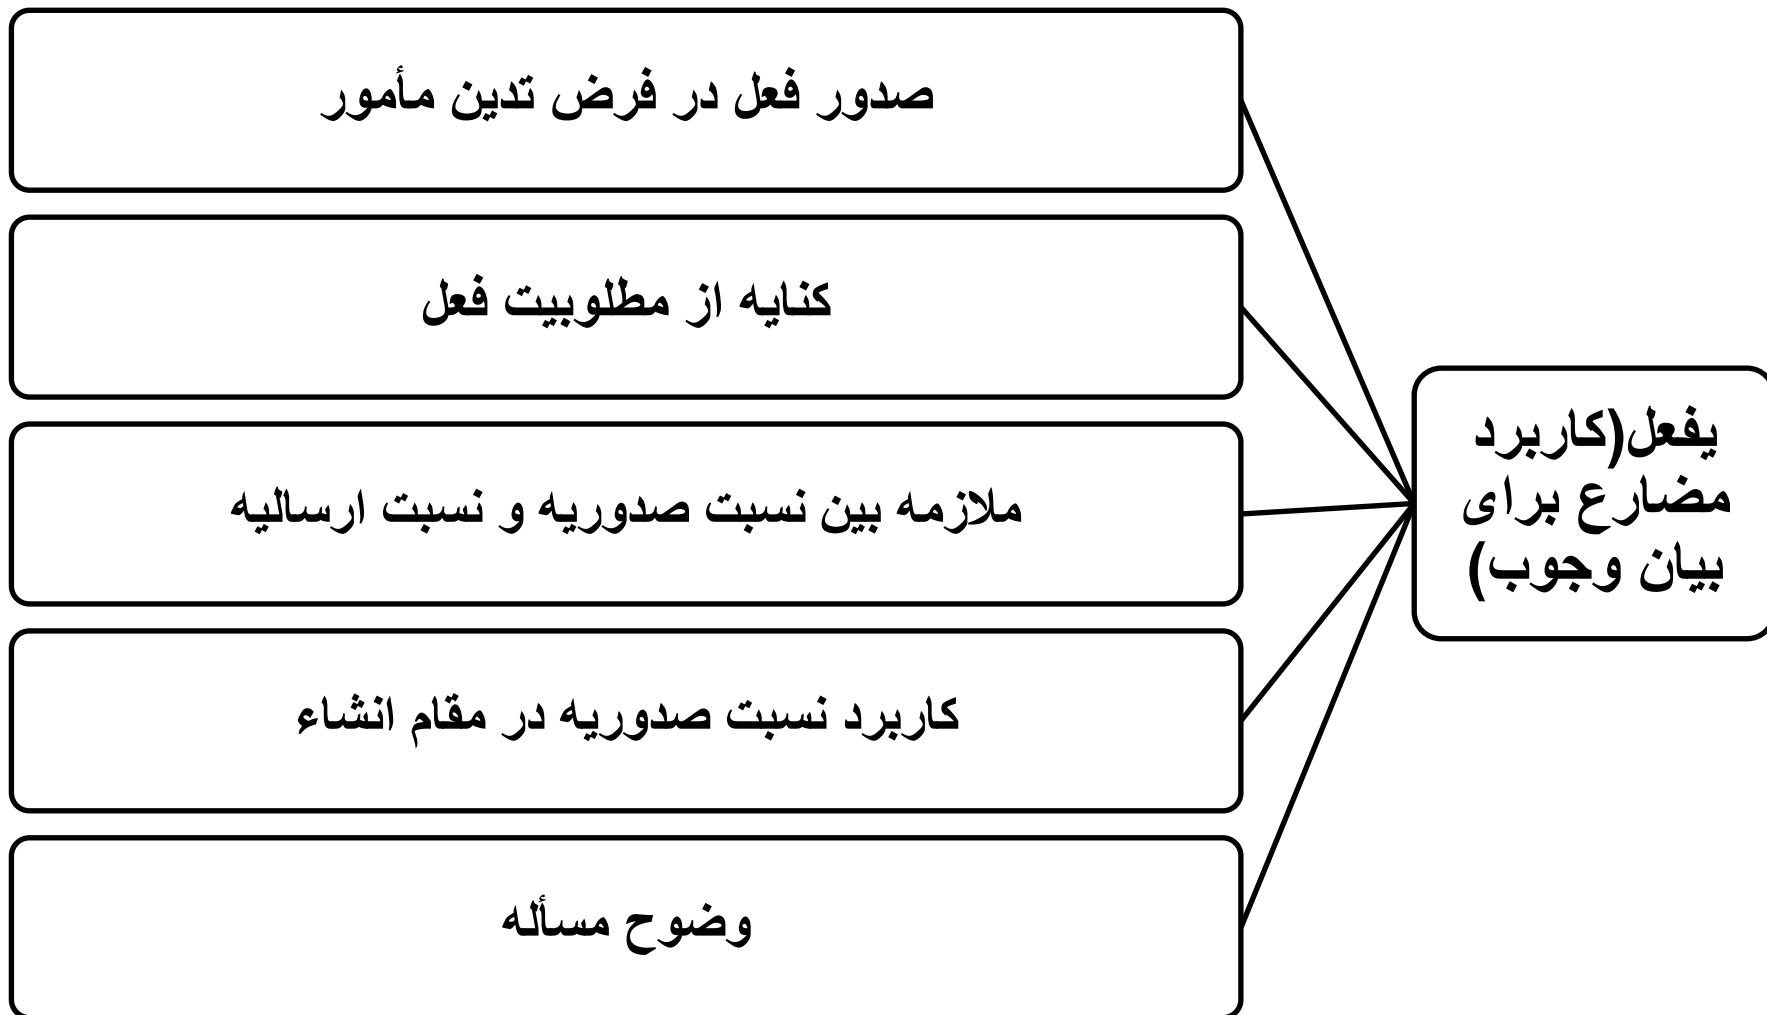 یفعل(کاربرد
مضارع برای
بیان وجوب)
صدور فعل در فرض تدین مأمور
کنایه از مطلوبیت فعل
ملازمه بین نسبت صدوریه و نسبت ارسالیه
کاربرد نسبت صدوریه در مقام انشاء
وضوح مسأله